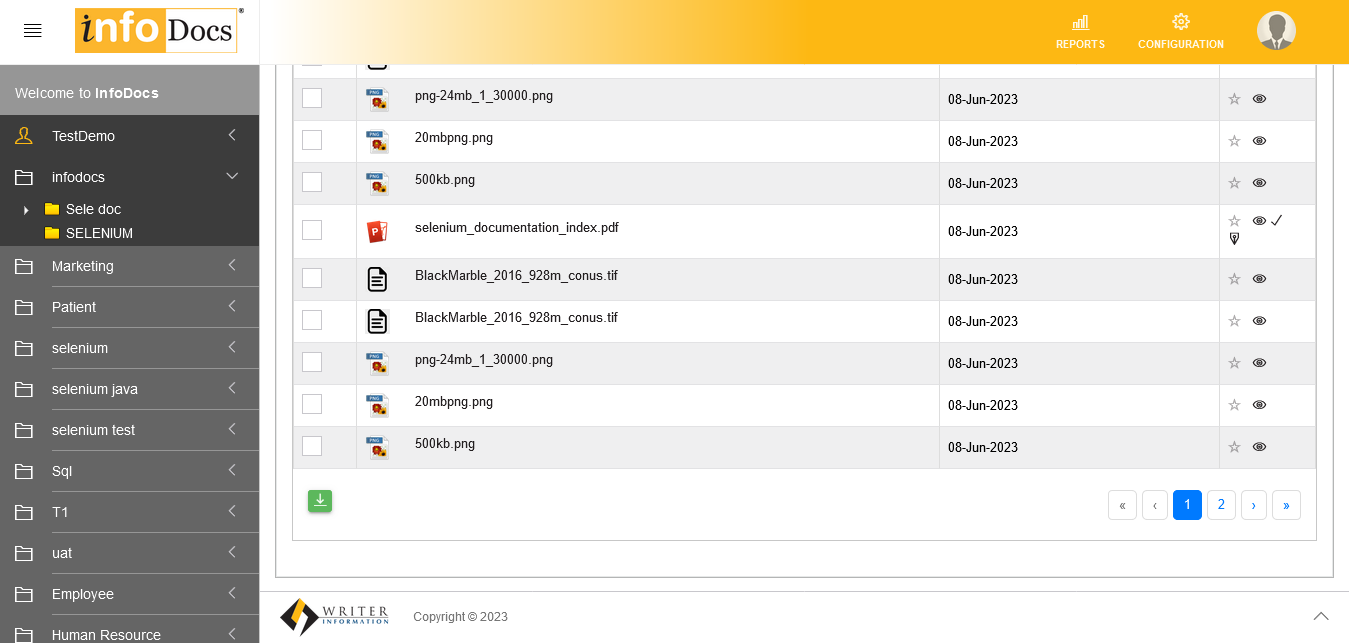 info Docs ®
REPORTS
CONFIGURATION
Welcome to InfoDocs
TestDemo
infodocs
Sele doc
SELENIUM
Marketing
Patient
selenium
selenium java
selenium test
Sql
T1
uat
Employee
Human Resource
png-24mb_1_30000.png 08-Jun-2023
20mbpng.png 08-Jun-2023
500kb.png 08-Jun-2023
selenium_documentation_index.pdf 08-Jun-2023
BlackMarble_2016_928m_conus.tif 08-Jun-2023
BlackMarble_2016_928m_conus.tif 08-Jun-2023
png-24mb_1_30000.png 08-Jun-2023
20mbpng.png 08-Jun-2023
500kb.png 08-Jun-2023
« ‹ 1 2 › »
WRITER
INFORMATION
Copyright © 2023